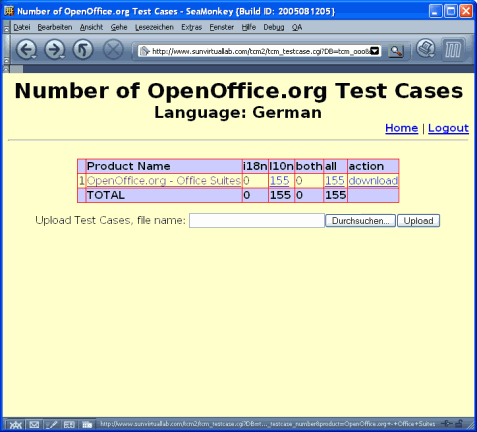 Number of OpenOffice.org Test Cases - SeaMonkey {Build ID: 2005081205}
Datei Bearbeiten Ansicht Gehe Lesezeichen Extras Fenster Hilfe Debug QA
http://www.sunvirtuallab.com/tcm2/tcm_testcase.cgi?DB=tcm_ooo&
Number of OpenOffice.org Test Cases
Language: German
Home | Logout
Product Name i18n l10n both all action
1 OpenOffice.org - Office Suites 0 155 0 155 download
TOTAL 0 155 0 155
Upload Test Cases, file name: Durchsuchen... Upload
http://www.sunvirtuallab.com/tcm2/tcm_testcase.cgi?DB=t..._testcase_number&product=OpenOffice.org+-+Office+Suites